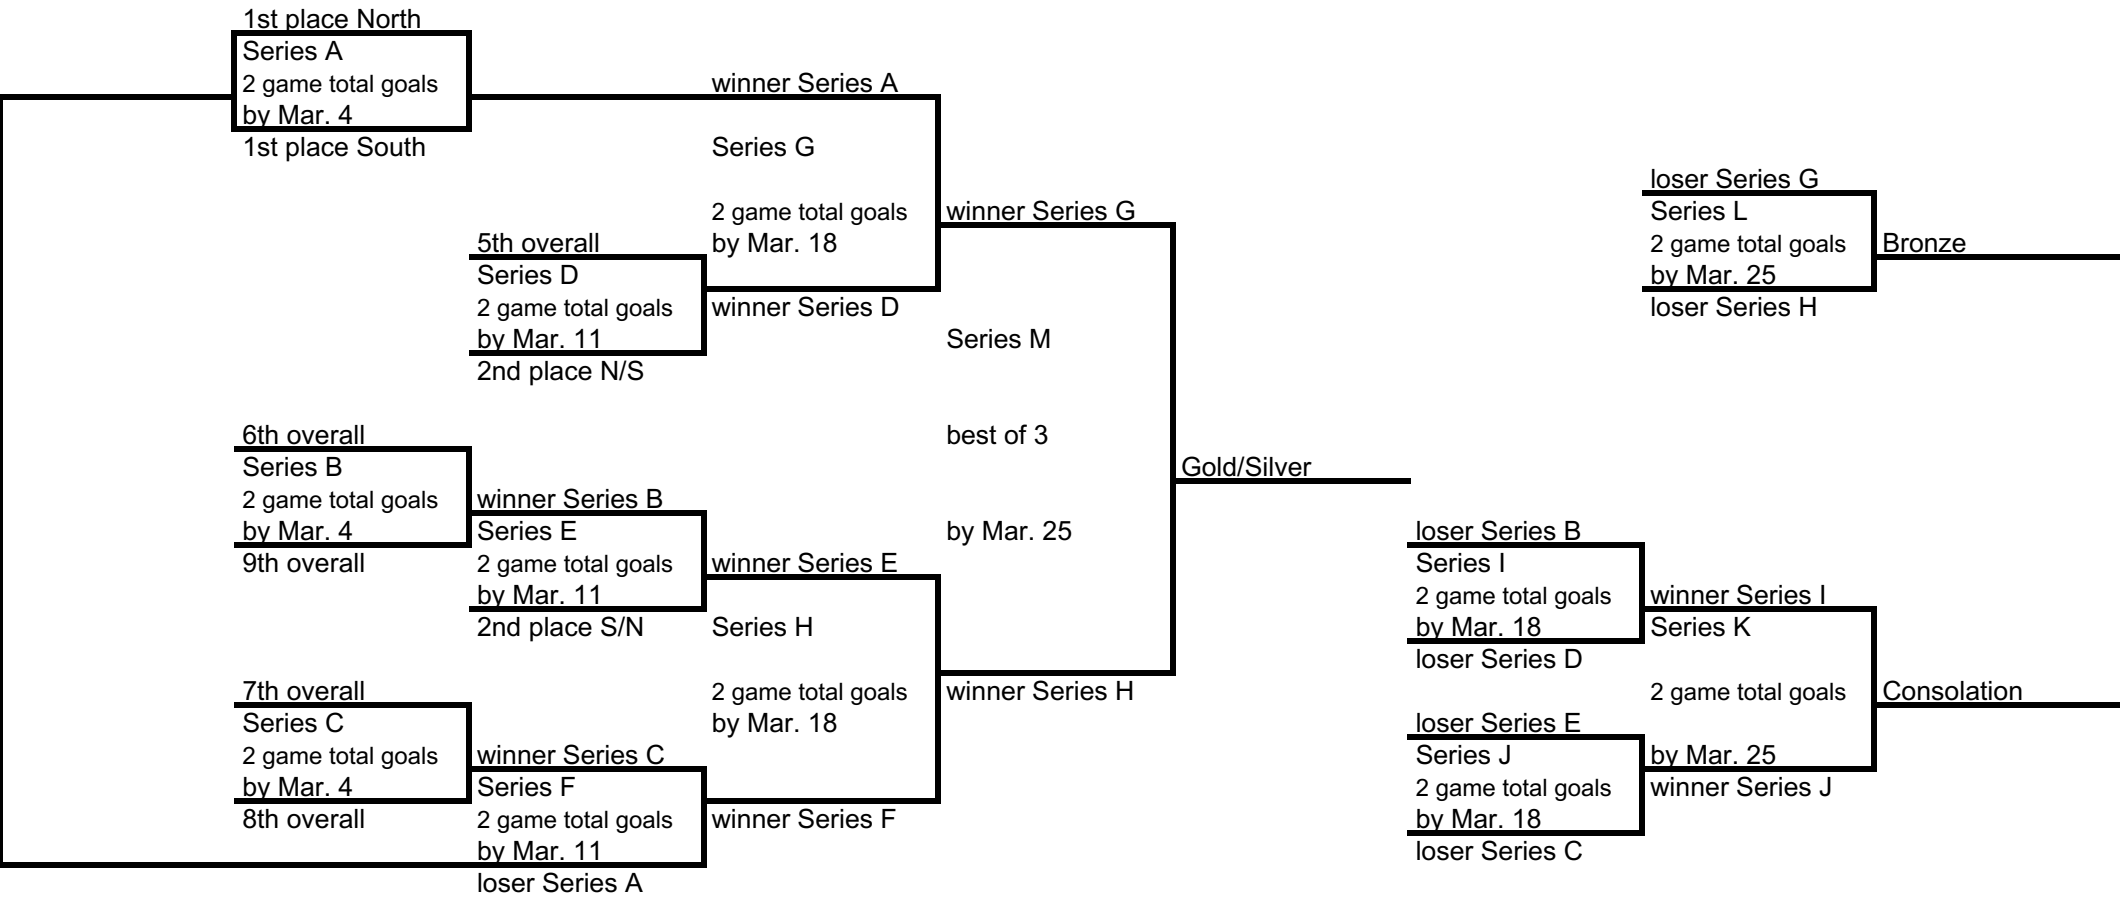 1st place North
Series A
2 game total goals
by Mar. 4
1st place South
winner Series A
Series G
2 game total goals
by Mar. 18
winner Series D
5th overall
Series D
2 game total goals
by Mar. 11
2nd place N/S
winner Series G
Series M
best of 3
by Mar. 25
winner Series H
Gold/Silver
6th overall
Series B
2 game total goals
by Mar. 4
9th overall
winner Series B
Series E
2 game total goals
by Mar. 11
2nd place S/N
winner Series E
Series H
2 game total goals
by Mar. 18
winner Series F
7th overall
Series C
2 game total goals
by Mar. 4
8th overall
winner Series C
Series F
2 game total goals
by Mar. 11
loser Series A
loser Series G
Series L
2 game total goals
by Mar. 25
loser Series H
Bronze
loser Series B
Series I
2 game total goals
by Mar. 18
loser Series D
winner Series I
Series K
2 game total goals
by Mar. 25
winner Series J
Consolation
loser Series E
Series J
2 game total goals
by Mar. 18
loser Series C